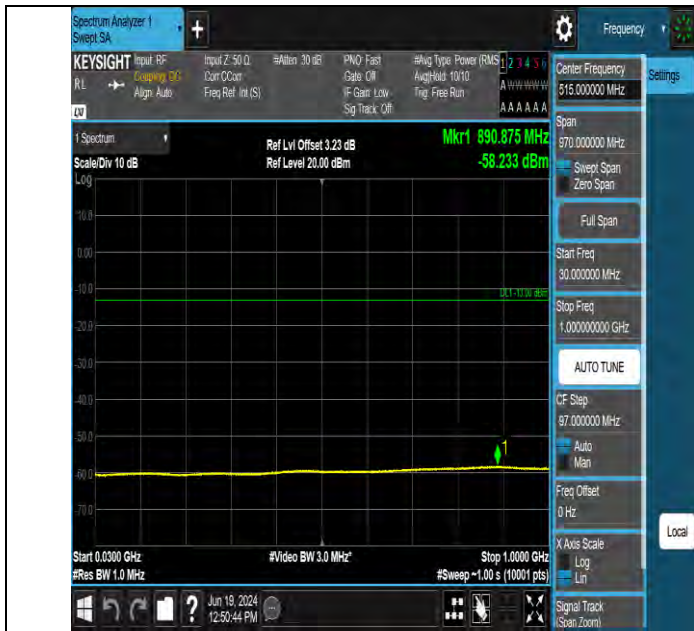 Spectrum Analyzer 1
Swept SA
+
Frequency
KEYSIGHT
RL
LXI
Input: RF
Coupling: DC
Align: Auto
Input Z: 50 Ω
Corr CCorr
Freq Ref: Int (S)
#Atten: 30 dB
PNO: Fast
Gate: Off
IF Gain: Low
Sig Track: Off
#Avg Type: Power (RMS
Avg|Hold: 10/10
Trig: Free Run
1 2 3 4 5 6
A W W W W W
A A A A A A
Center Frequency
515.000000 MHz
Settings
1 Spectrum
Scale/Div 10 dB
Ref Lvl Offset 3.23 dB
Ref Level 20.00 dBm
Mkr1 890.875 MHz
-58.233 dBm
Span
970.000000 MHz
Swept Span
Zero Span
Full Span
Start Freq
30.000000 MHz
Stop Freq
1.000000000 GHz
AUTO TUNE
CF Step
97.000000 MHz
Auto
Man
Freq Offset
0 Hz
X Axis Scale
Log
Lin
Signal Track
(Span Zoom)
Local
Log
10.0
0.00
-10.0
DL1 -13.00 dBm
-20.0
-30.0
-40.0
-50.0
1
-60.0
-70.0
Start 0.0300 GHz
#Video BW 3.0 MHz*
Stop 1.0000 GHz
#Res BW 1.0 MHz
#Sweep ~1.00 s (10001 pts)
?
Jun 19, 2024
12:50:44 PM